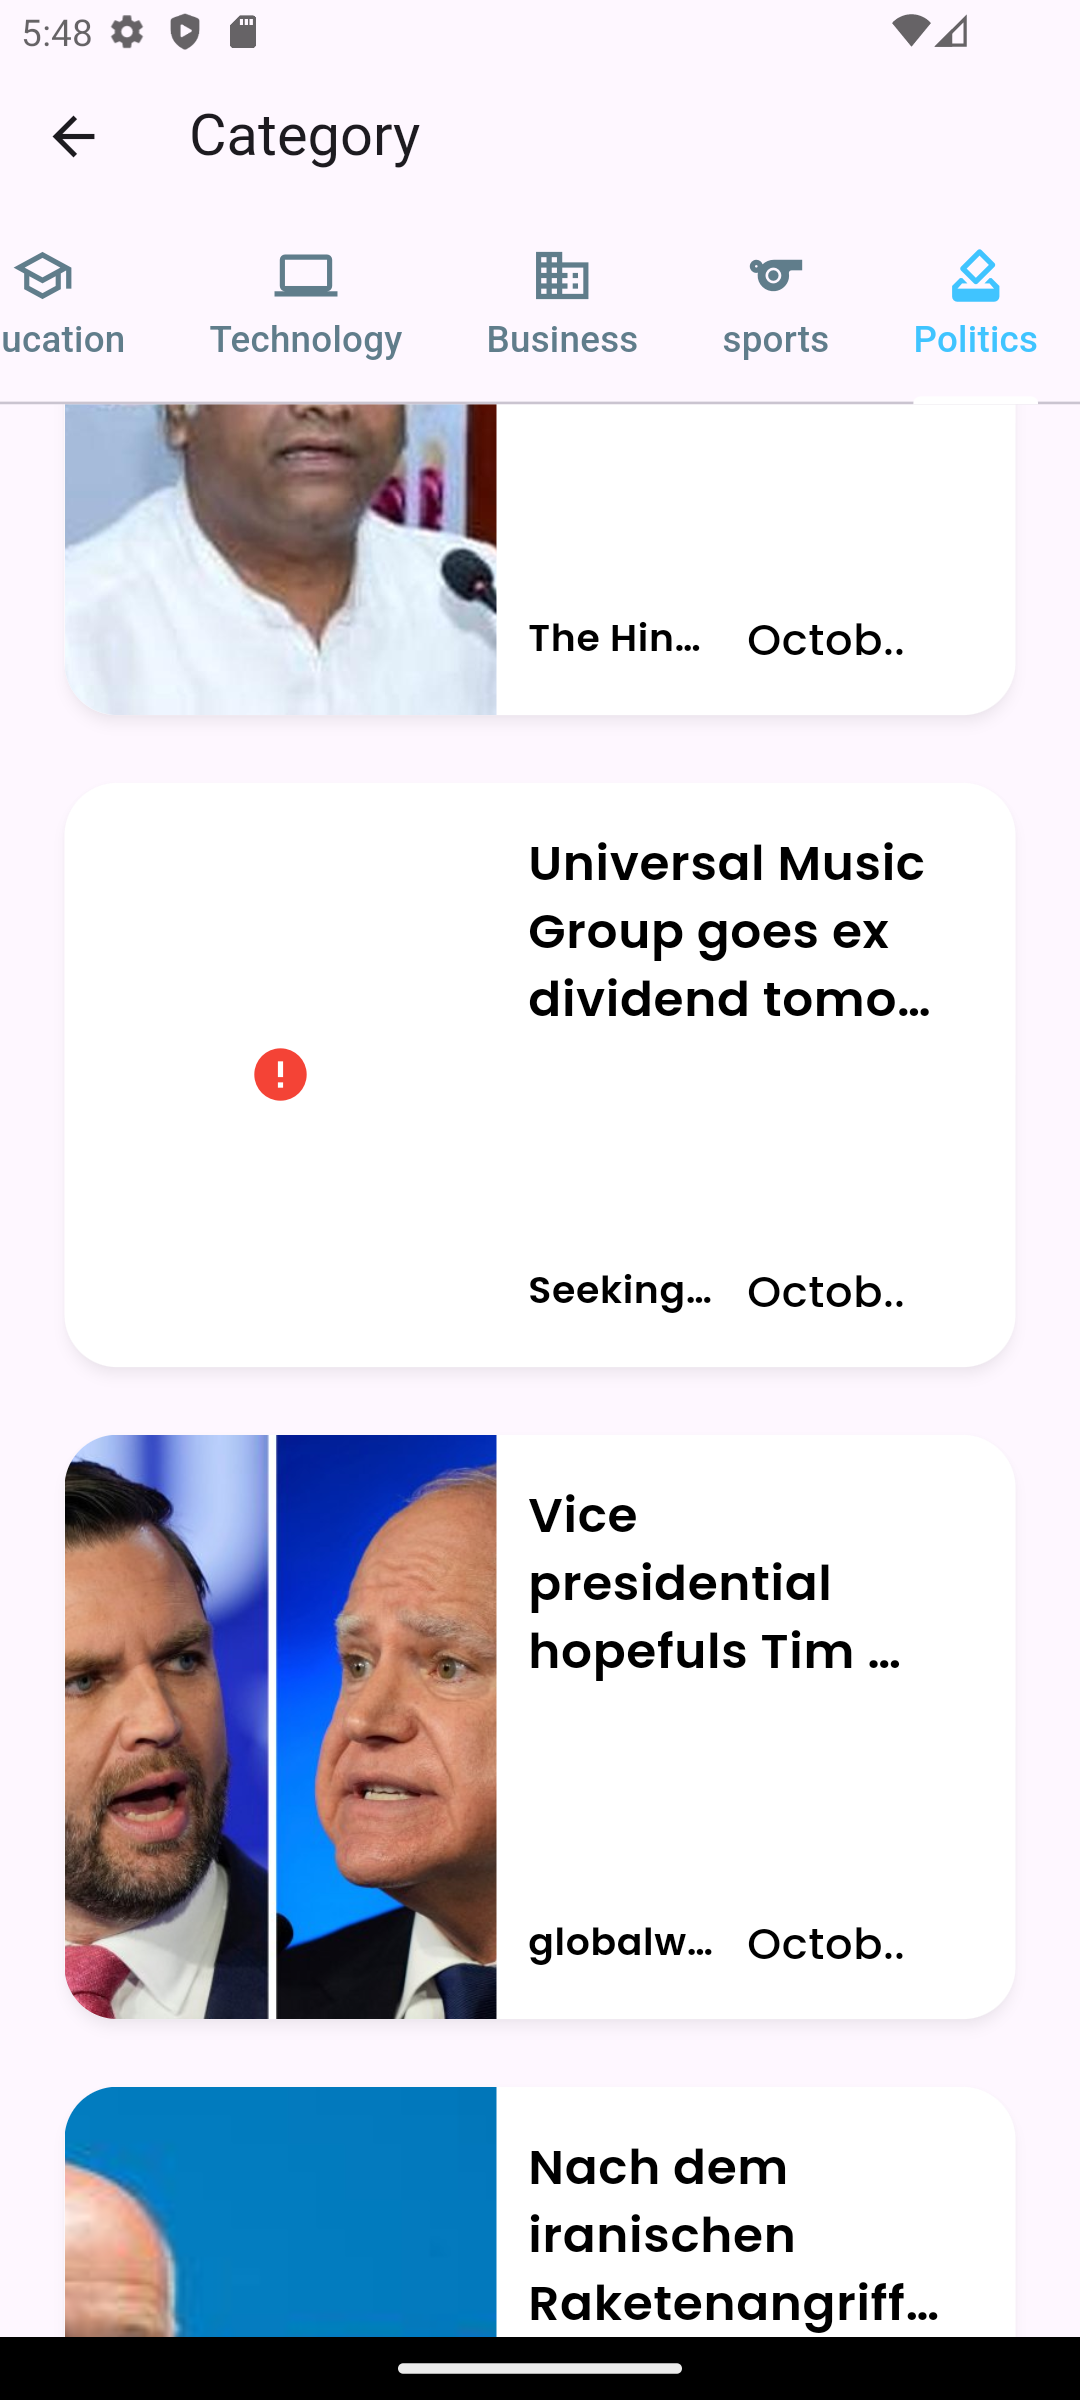 5:48
Category
ucation
Technology
Business
sports
Politics
The Hin...
Octob..
Universal Music
Group goes ex
dividend tomo...
Seeking...
Octob..
Vice
presidential
hopefuls Tim ...
globalw...
Octob..
Nach dem
iranischen
Raketenangriff...